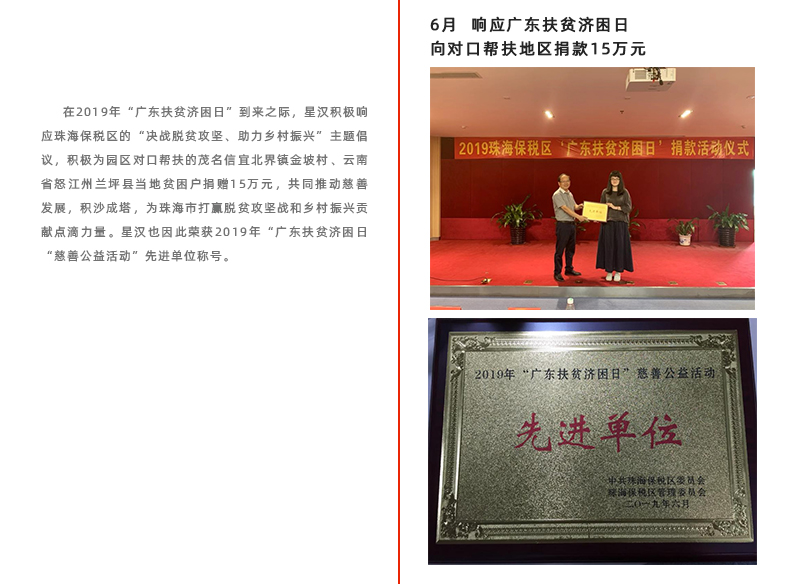 在2019年“广东扶贫济困日”到来之际，星汉积极响
应珠海保税区的“决战脱贫攻坚、助力乡村振兴”主题倡
议，积极为园区对口帮扶的茂名信宜北界镇金坡村、云南
省怒江州兰坪县当地贫困户捐赠15万元，共同推动慈善
发展，积沙成塔，为珠海市打赢脱贫攻坚战和乡村振兴贡
献点滴力量。星汉也因此荣获2019年“广东扶贫济困日
“慈善公益活动”先进单位称号。
6月 响应广东扶贫济困日
向对口帮扶地区捐款15万元
2019珠海保税区‘广东扶贫济困日’捐款活动仪式
2019年“广东扶贫济困日”慈善公益活动
先进单位
中共珠海保税区委员会
珠海保税区管理委员会
二〇一九年六月